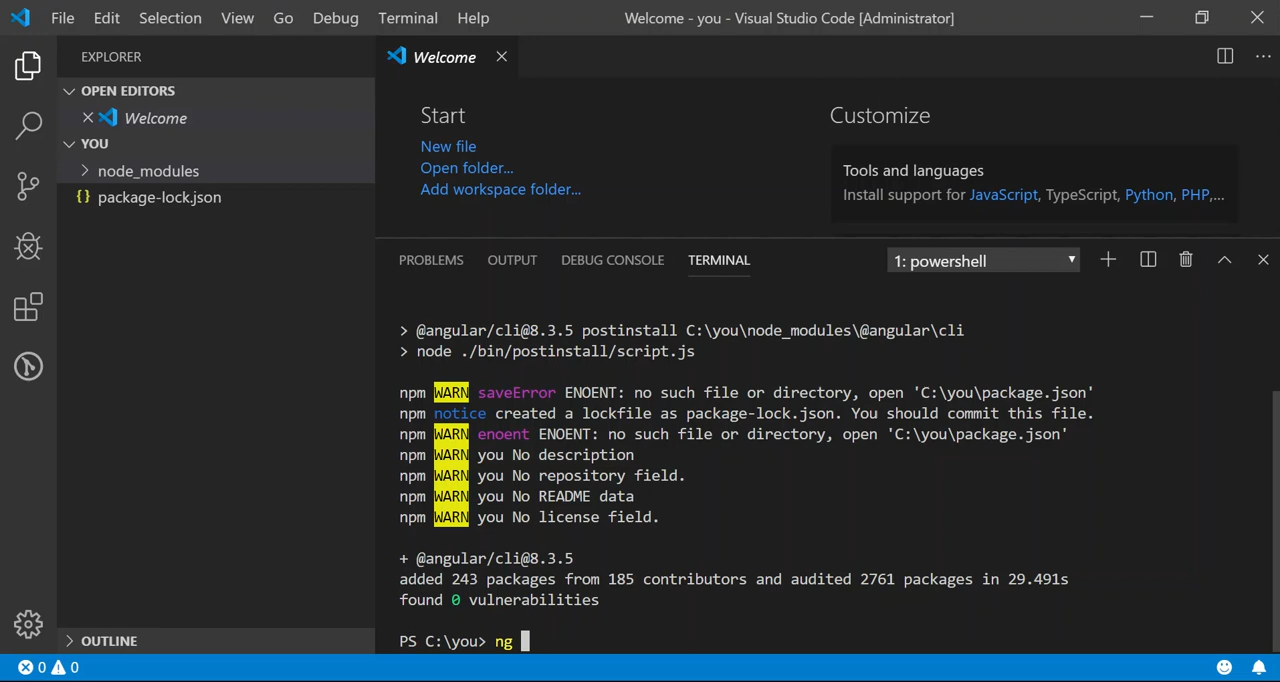 File Edit Selection View Go Debug Terminal Help
Welcome - you - Visual Studio Code [Administrator]
EXPLORER
OPEN EDITORS
Welcome
YOU
node_modules
{} package-lock.json
OUTLINE
Welcome
Start
New file
Open folder...
Add workspace folder...
Customize
Tools and languages
Install support for JavaScript, TypeScript, Python, PHP,...
PROBLEMS OUTPUT DEBUG CONSOLE TERMINAL
1: powershell
> @angular/cli@8.3.5 postinstall C:\you\node_modules\@angular\cli
> node ./bin/postinstall/script.js
npm WARN saveError ENOENT: no such file or directory, open 'C:\you\package.json'
npm notice created a lockfile as package-lock.json. You should commit this file.
npm WARN enoent ENOENT: no such file or directory, open 'C:\you\package.json'
npm WARN you No description
npm WARN you No repository field.
npm WARN you No README data
npm WARN you No license field.
+ @angular/cli@8.3.5
added 243 packages from 185 contributors and audited 2761 packages in 29.491s
found 0 vulnerabilities
PS C:\you> ng
0 0